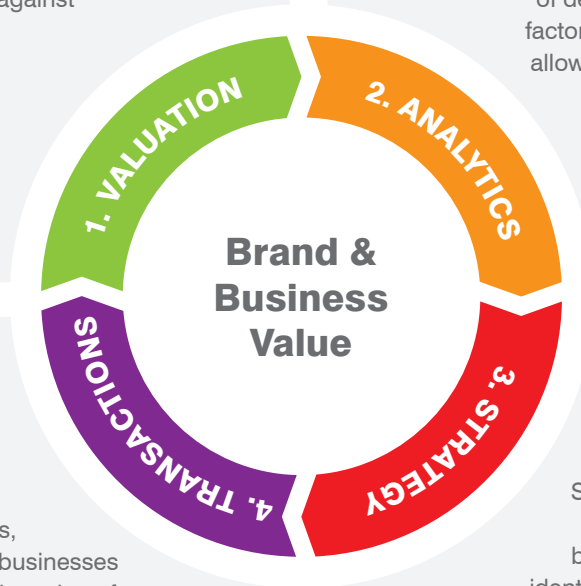 against
factor
allow
1. VALUATION
2. ANALYTICS
Brand &
Business
Value
3. STRATEGY
4. TRANSACTIONS
S
s,
businesses
b